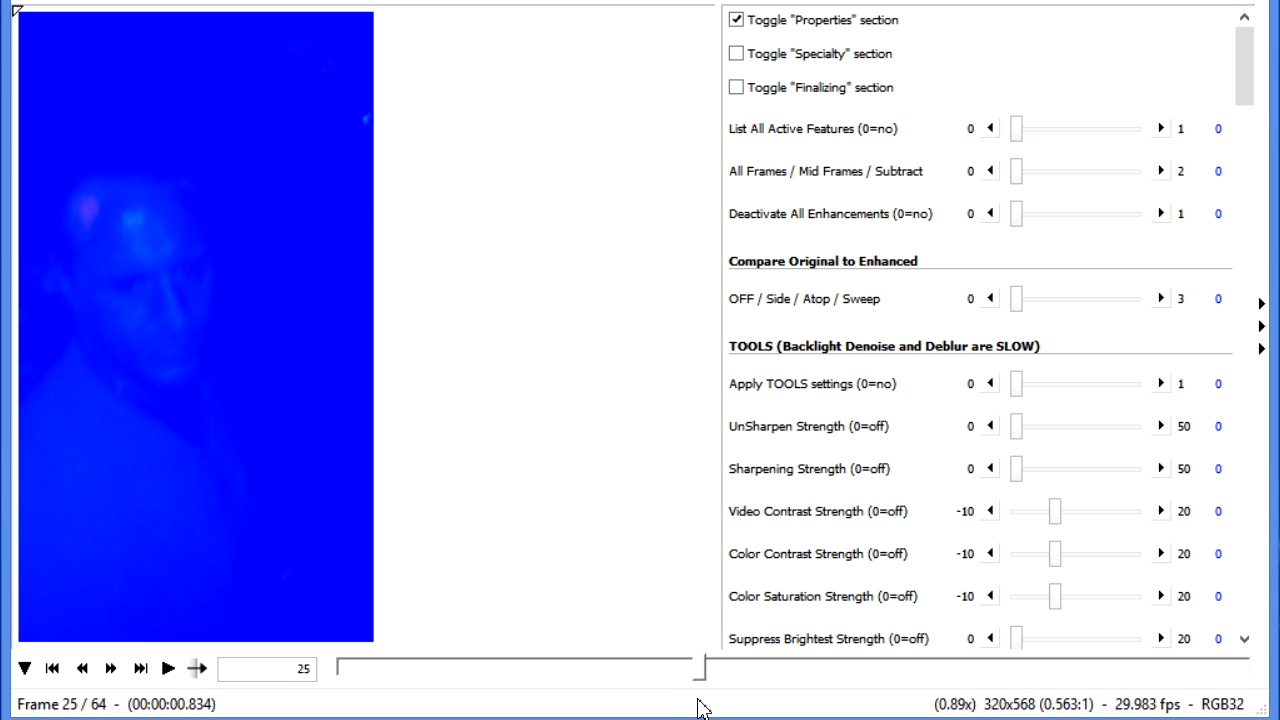 Toggle "Properties" section
Toggle "Specialty" section
Toggle "Finalizing" section
List All Active Features (0=no) 0 1 0
All Frames / Mid Frames / Subtract 0 2 0
Deactivate All Enhancements (0=no) 0 1 0
Compare Original to Enhanced
OFF / Side / Atop / Sweep 0 3 0
TOOLS (Backlight Denoise and Deblur are SLOW)
Apply TOOLS settings (0=no) 0 1 0
UnSharpen Strength (0=off) 0 50 0
Sharpening Strength (0=off) 0 50 0
Video Contrast Strength (0=off) -10 20 0
Color Contrast Strength (0=off) -10 20 0
Color Saturation Strength (0=off) -10 20 0
Suppress Brightest Strength (0=off) 0 20 0
25
Frame 25 / 64 - (00:00:00.834) (0.89x) 320x568 (0.563:1) - 29.983 fps - RGB32